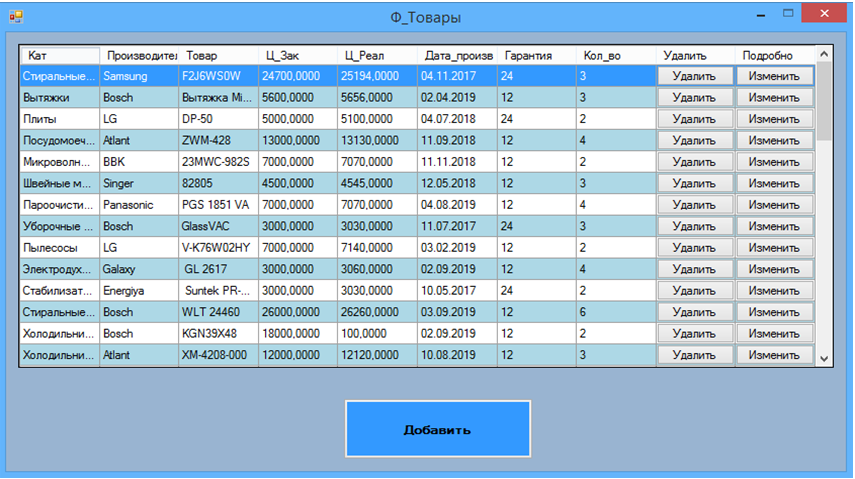 Ф_Товары
Кат Производител Товар Ц_Зак Ц_Реал Дата_произв Гарантия Кол_во Удалить Подробно
Стиральные... Samsung F2J6WS0W 24700,0000 25194,0000 04.11.2017 24 3 Удалить Изменить
Вытяжки Bosch Вытяжка Mi... 5600,0000 5656,0000 02.04.2019 12 3 Удалить Изменить
Плиты LG DP-50 5000,0000 5100,0000 04.07.2018 24 2 Удалить Изменить
Посудомоеч... Atlant ZWM-428 13000,0000 13130,0000 11.09.2018 12 4 Удалить Изменить
Микроволн... BBK 23MWC-982S 7000,0000 7070,0000 11.11.2018 12 2 Удалить Изменить
Швейные м... Singer 82805 4500,0000 4545,0000 12.05.2018 12 3 Удалить Изменить
Пароочисти... Panasonic PGS 1851 VA 7000,0000 7070,0000 04.08.2019 12 4 Удалить Изменить
Уборочные ... Bosch GlassVAC 3000,0000 3030,0000 11.07.2017 24 3 Удалить Изменить
Пылесосы LG V-K76W02HY 7000,0000 7140,0000 03.02.2019 12 2 Удалить Изменить
Электродух... Galaxy GL 2617 3000,0000 3060,0000 02.09.2019 12 4 Удалить Изменить
Стабилизат... Energiya Suntek PR-... 3000,0000 3030,0000 10.05.2017 24 2 Удалить Изменить
Стиральные... Bosch WLT 24460 26000,0000 26260,0000 03.09.2019 12 6 Удалить Изменить
Холодильни... Bosch KGN39X48 18000,0000 100,0000 02.09.2019 12 2 Удалить Изменить
Холодильни... Atlant XM-4208-000 12000,0000 12120,0000 10.08.2019 12 3 Удалить Изменить
Добавить